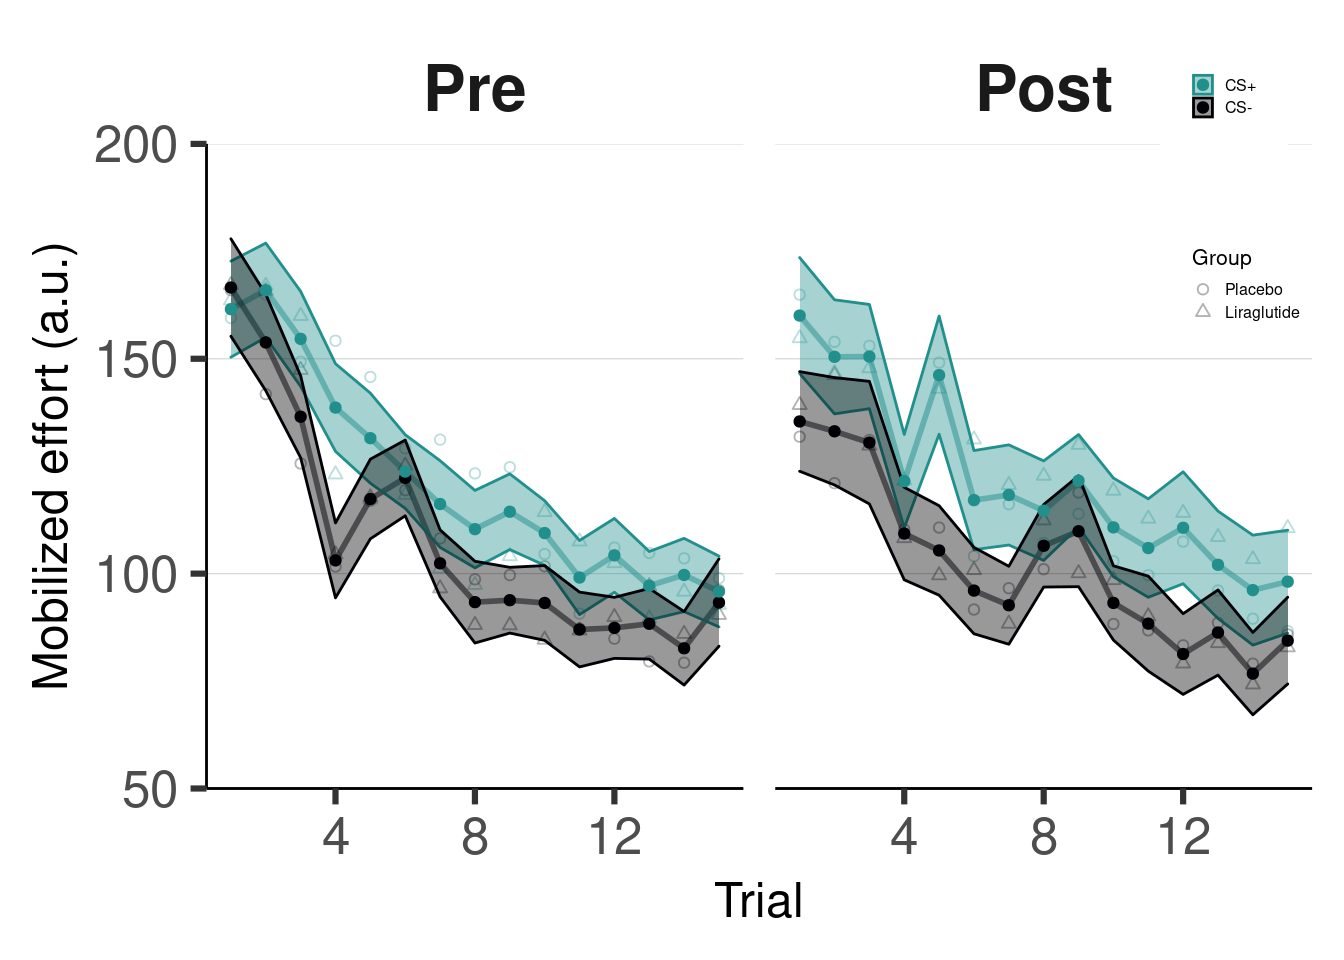 Pre
Post
CS+
CS-
Group
Placebo
Liraglutide
Mobilized effort (a.u.)
200
150
100
50
4 8 12
4 8 12
Trial